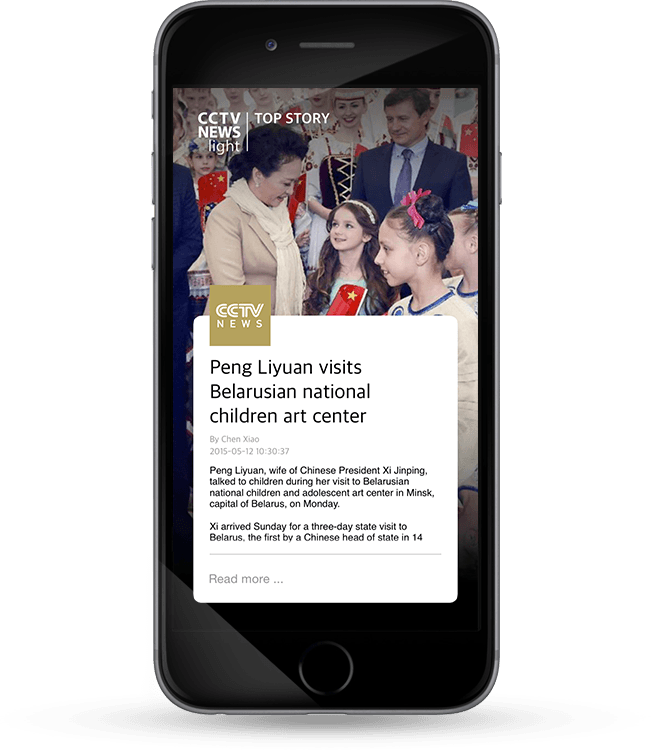 CCTV
NEWS
light
TOP STORY
CCTV
NEWS
Peng Liyuan visits
Belarusian national
children art center
By Chen Xiao
2015-05-12 10:30:37
Peng Liyuan, wife of Chinese President Xi Jinping,
talked to children during her visit to Belarusian
national children and adolescent art center in Minsk,
capital of Belarus, on Monday.
Xi arrived Sunday for a three-day state visit to
Belarus, the first by a Chinese head of state in 14
Read more ...